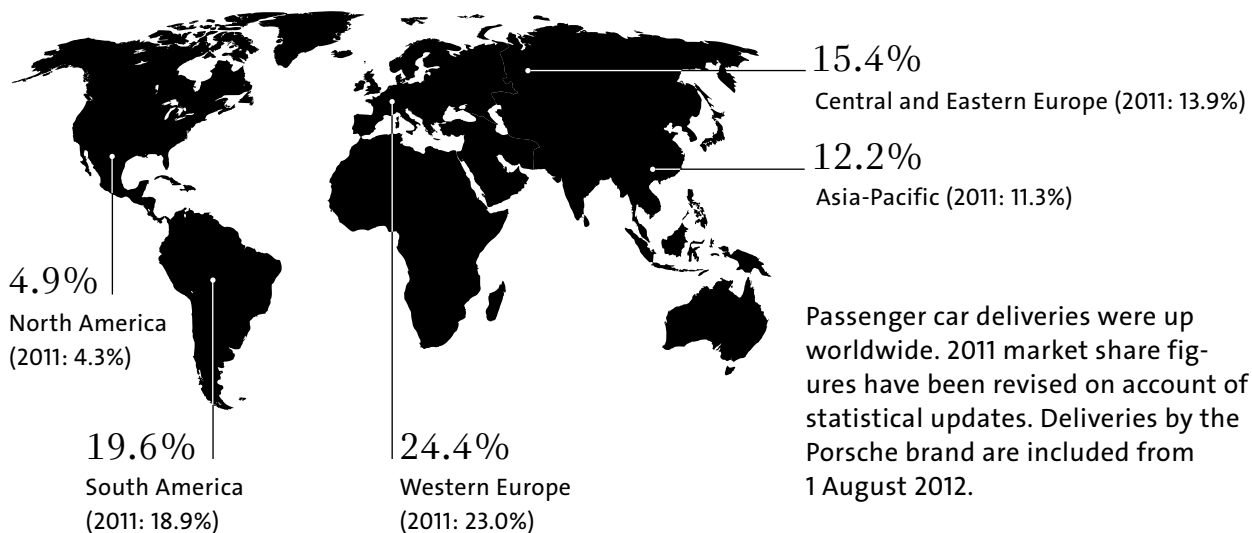 15.4%
Central and Eastern Europe (2011: 13.9%)
12.2%
Asia-Pacific (2011: 11.3%)
4.9%
North America
(2011: 4.3%)
19.6%
South America
(2011: 18.9%)
24.4%
Western Europe
(2011: 23.0%)
Passenger car deliveries were up
worldwide. 2011 market share fig-
ures have been revised on account of
statistical updates. Deliveries by the
Porsche brand are included from
1 August 2012.